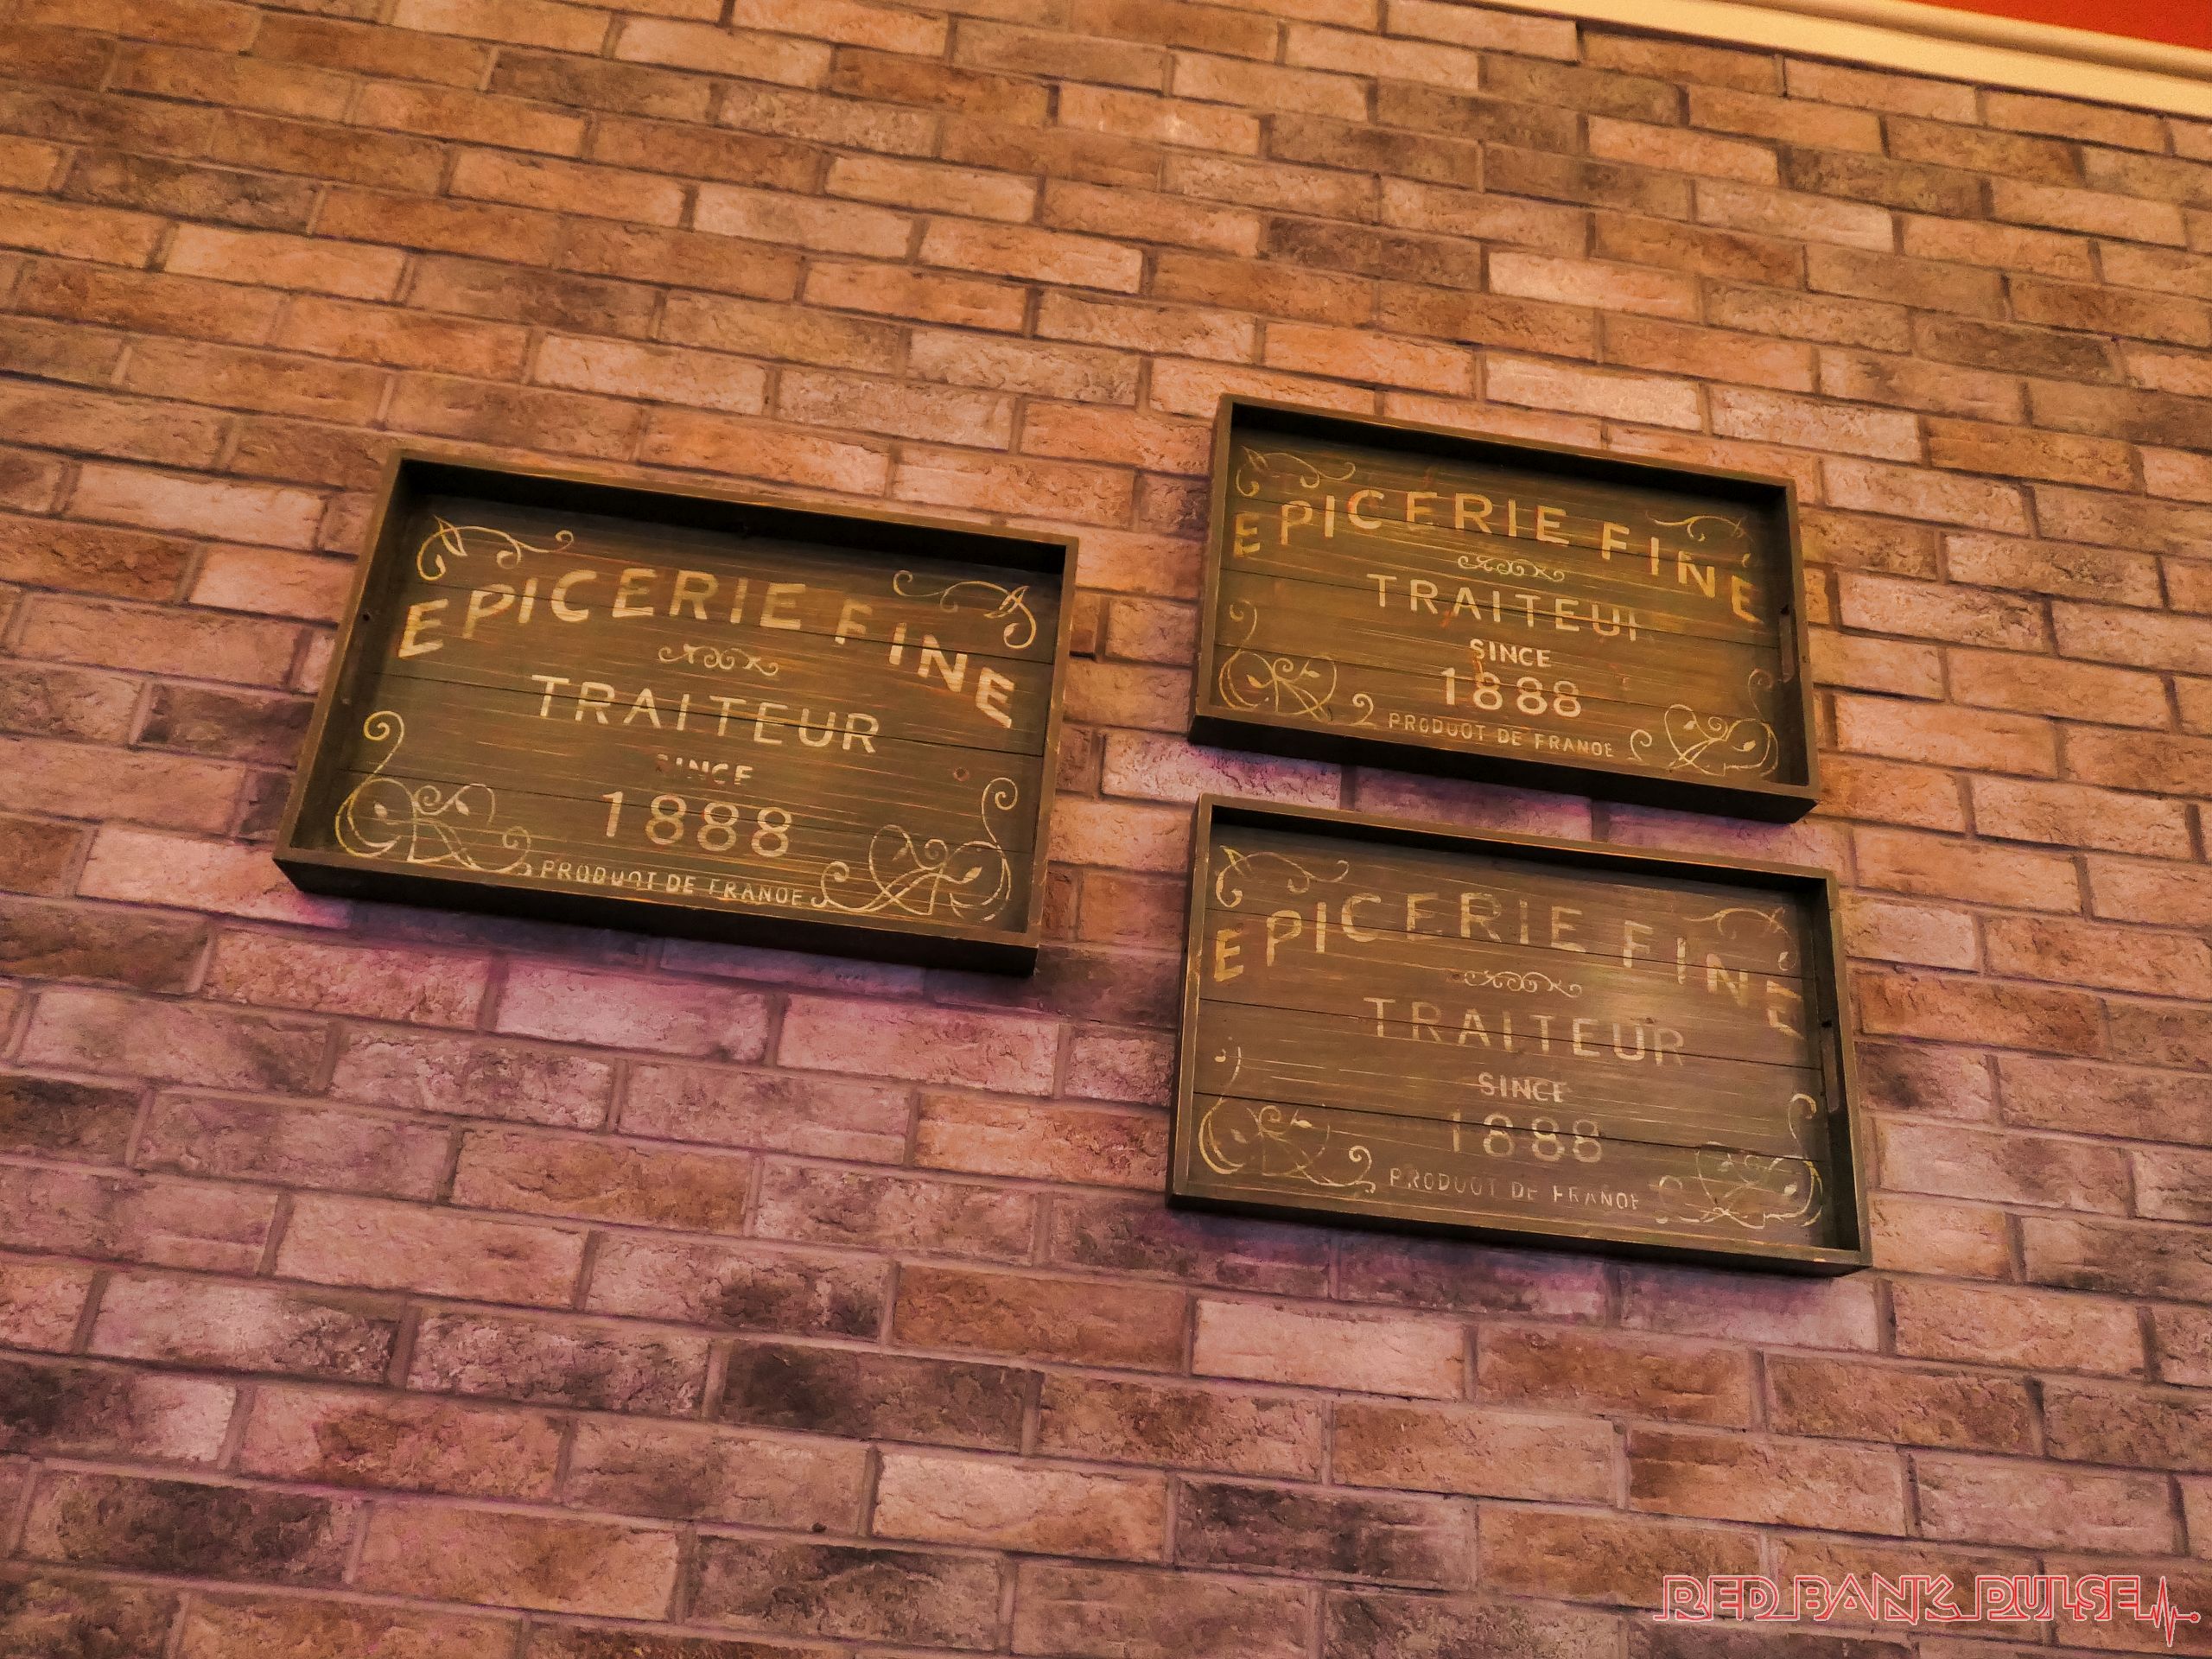 EPICERIE FINE
TRAITEUR
SINCE
1888
PRODUOT DE FRANOE
EPICERIE FINE
TRAITEUR
SINCE
1888
PRODUOT DE FRANOE
EPICERIE FINE
TRAITEUR
SINCE
1888
PRODUOT DE FRANOE
RED BANK PULSE